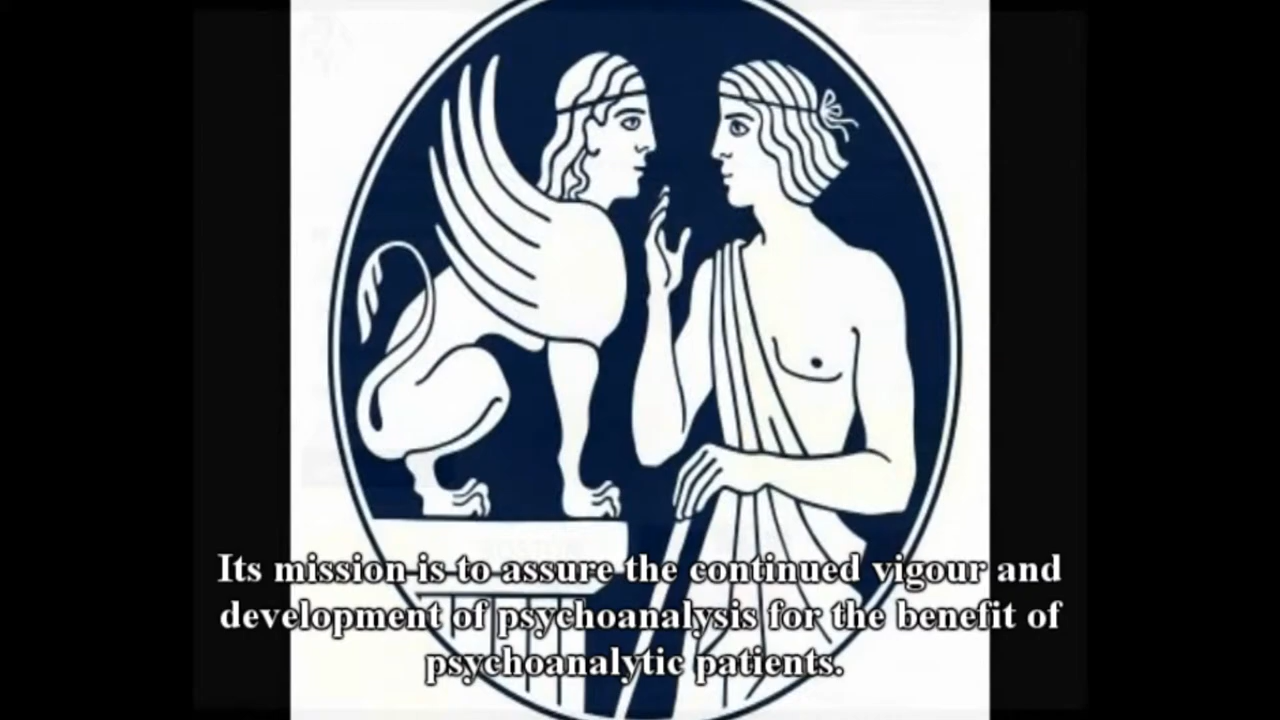 Its mission is to assure the continued vigour and
development of psychoanalysis for the benefit of
psychoanalytic patients.